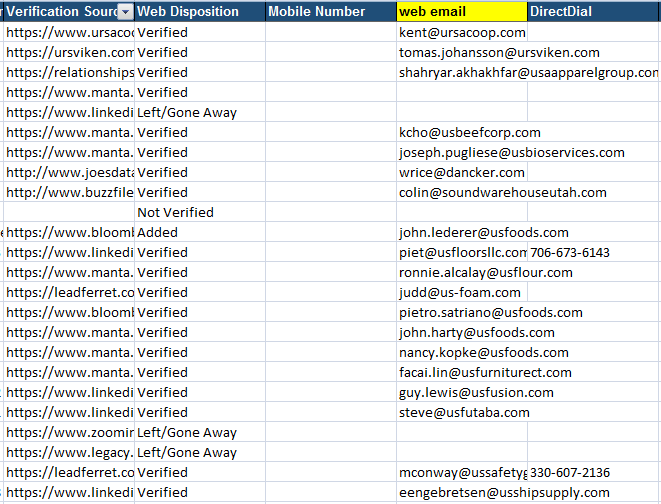 Verification Sourc Web Disposition Mobile Number web email DirectDial
https://www.ursacoo Verified kent@ursacoop.com
https://ursviken.com Verified tomas.johansson@ursviken.com
https://relationships Verified shahryar.akhakhfar@usaapparelgroup.com
https://www.manta. Verified
https://www.linkedi Left/Gone Away
https://www.manta. Verified kcho@usbeefcorp.com
https://www.manta. Verified joseph.pugliese@usbioservices.com
http://www.joesdata Verified wrice@dancker.com
http://www.buzzfile Verified colin@soundwarehouseutah.com
Not Verified
https://www.bloomb Added john.lederer@usfoods.com
https://www.linkedi Verified piet@usfloorsllc.com 706-673-6143
https://www.manta. Verified ronnie.alcalay@usflour.com
https://leadferret.co Verified judd@us-foam.com
https://www.bloomb Verified pietro.satriano@usfoods.com
https://www.manta. Verified john.harty@usfoods.com
https://www.manta. Verified nancy.kopke@usfoods.com
https://www.manta. Verified facai.lin@usfurniturect.com
https://www.linkedi Verified guy.lewis@usfusion.com
https://www.linkedi Verified steve@usfutaba.com
https://www.zoomin Left/Gone Away
https://www.legacy. Left/Gone Away
https://leadferret.co Verified mconway@ussafetyg 330-607-2136
https://www.linkedi Verified eengebretsen@usshipsupply.com